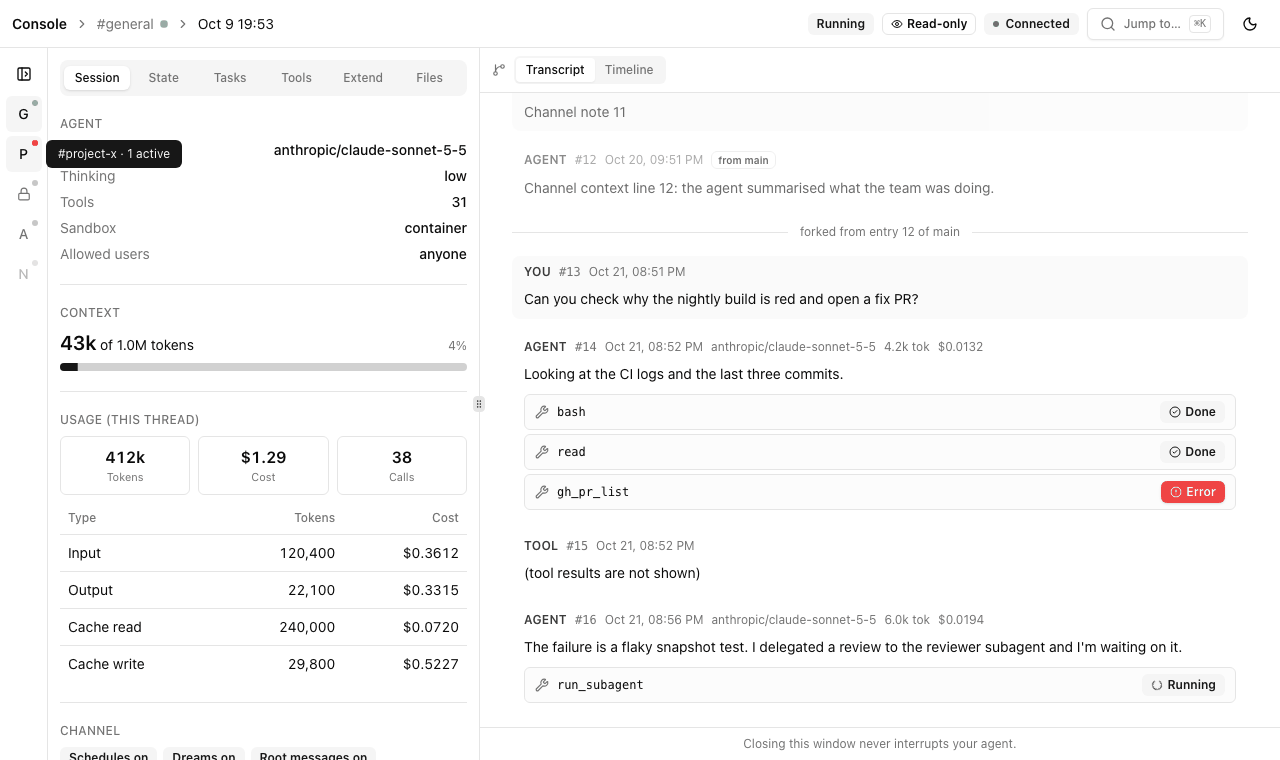 Console
#general
Oct 9 19:53
Running
Read-only
Connected
Jump to...
⌘K
G
P
A
N
#project-x · 1 active
Session
State
Tasks
Tools
Extend
Files
AGENT
anthropic/claude-sonnet-5-5
Thinking low
Tools 31
Sandbox container
Allowed users anyone
CONTEXT
43k of 1.0M tokens 4%
USAGE (THIS THREAD)
412k
Tokens
$1.29
Cost
38
Calls
Type Tokens Cost
Input 120,400 $0.3612
Output 22,100 $0.3315
Cache read 240,000 $0.0720
Cache write 29,800 $0.5227
CHANNEL
Schedules on
Dreams on
Root messages on
Transcript
Timeline
Channel note 11
AGENT #12 Oct 20, 09:51 PM from main
Channel context line 12: the agent summarised what the team was doing.
forked from entry 12 of main
YOU #13 Oct 21, 08:51 PM
Can you check why the nightly build is red and open a fix PR?
AGENT #14 Oct 21, 08:52 PM anthropic/claude-sonnet-5-5 4.2k tok $0.0132
Looking at the CI logs and the last three commits.
bash Done
read Done
gh_pr_list Error
TOOL #15 Oct 21, 08:52 PM
(tool results are not shown)
AGENT #16 Oct 21, 08:56 PM anthropic/claude-sonnet-5-5 6.0k tok $0.0194
The failure is a flaky snapshot test. I delegated a review to the reviewer subagent and I'm waiting on it.
run_subagent Running
Closing this window never interrupts your agent.